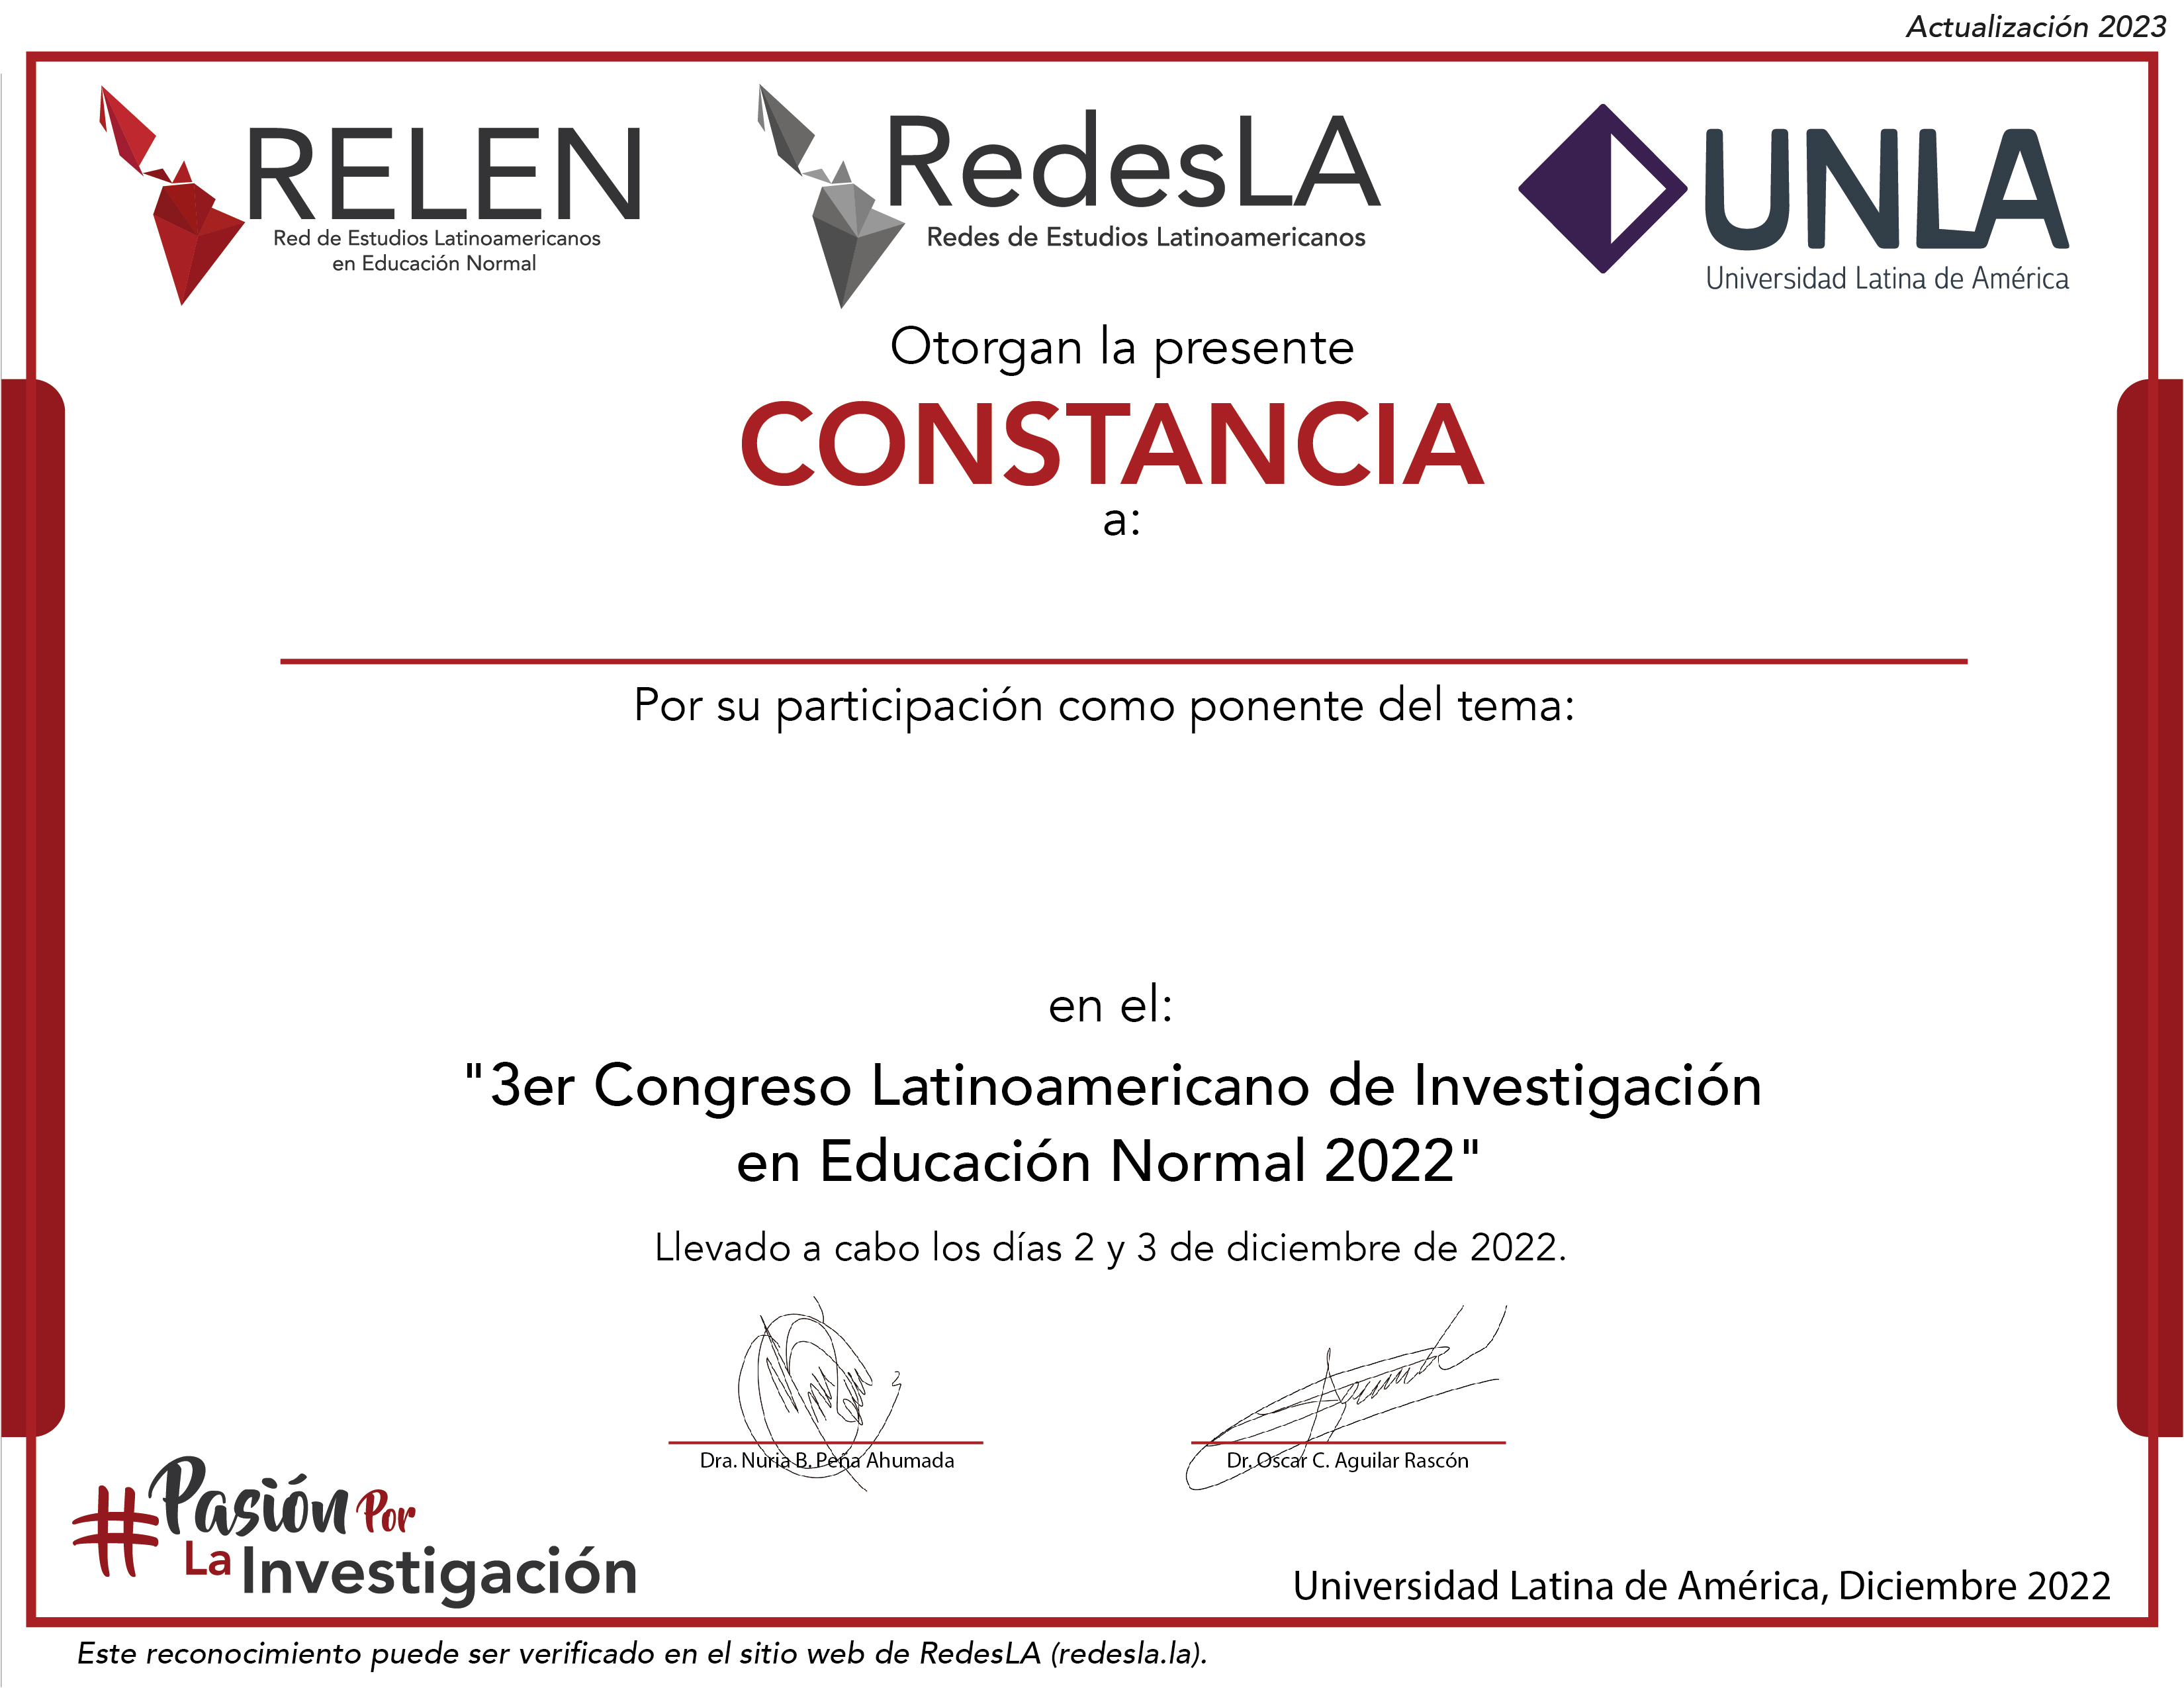 Actualización 2023
RELEN
Red de Estudios Latinoamericanos
en Educación Normal
RedesLA
Redes de Estudios Latinoamericanos
UNLA
Universidad Latina de América
Otorgan la presente
CONSTANCIA
a:
Por su participación como ponente del tema:
en el:
"3er Congreso Latinoamericano de Investigación
en Educación Normal 2022"
Llevado a cabo los días 2 y 3 de diciembre de 2022.
Dra. Nuria B. Peña Ahumada
Dr. Oscar C. Aguilar Rascón
#Pasión Por
La Investigación
Universidad Latina de América, Diciembre 2022
Este reconocimiento puede ser verificado en el sitio web de RedesLA (redesla.la).